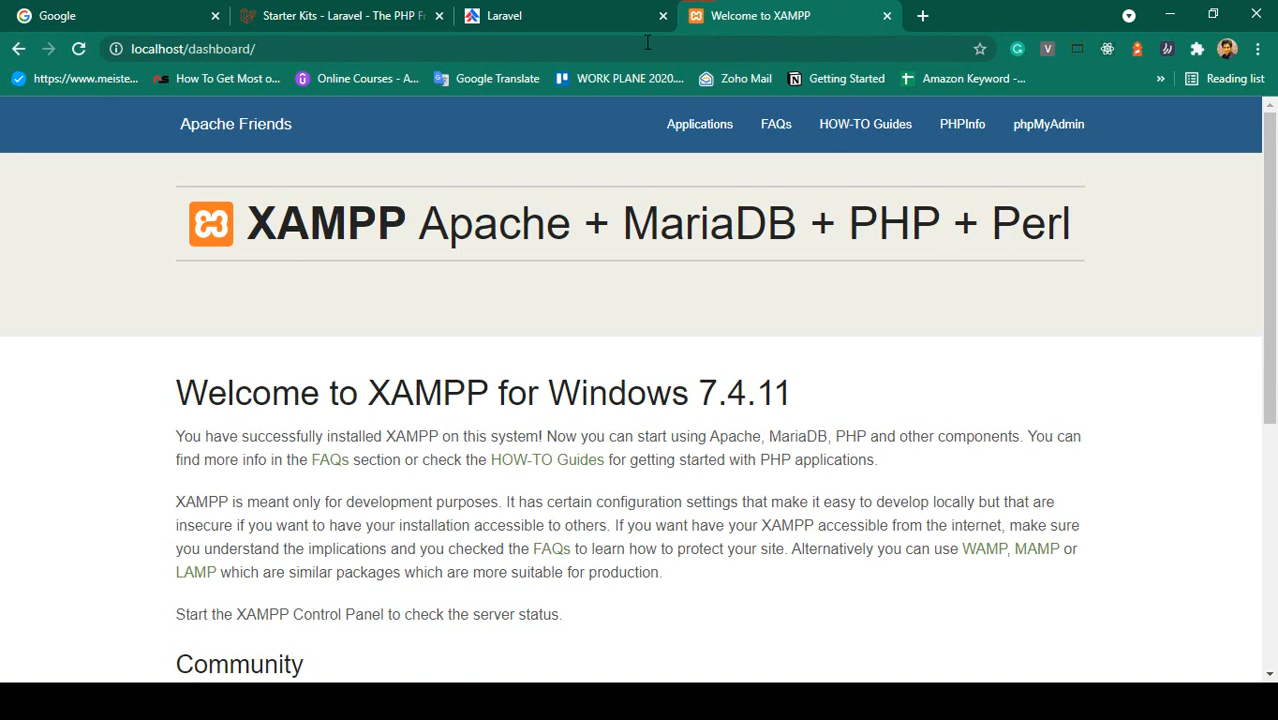 Google
Starter Kits - Laravel - The PHP Fr
Laravel
Welcome to XAMPP
localhost/dashboard/
https://www.meiste...
How To Get Most o...
Online Courses - A...
Google Translate
WORK PLANE 2020....
Zoho Mail
Getting Started
Amazon Keyword -...
»
Reading list
Apache Friends
Applications
FAQs
HOW-TO Guides
PHPInfo
phpMyAdmin
XAMPP Apache + MariaDB + PHP + Perl
Welcome to XAMPP for Windows 7.4.11
You have successfully installed XAMPP on this system! Now you can start using Apache, MariaDB, PHP and other components. You can
find more info in the FAQs section or check the HOW-TO Guides for getting started with PHP applications.
XAMPP is meant only for development purposes. It has certain configuration settings that make it easy to develop locally but that are
insecure if you want to have your installation accessible to others. If you want have your XAMPP accessible from the internet, make sure
you understand the implications and you checked the FAQs to learn how to protect your site. Alternatively you can use WAMP, MAMP or
LAMP which are similar packages which are more suitable for production.
Start the XAMPP Control Panel to check the server status.
Community